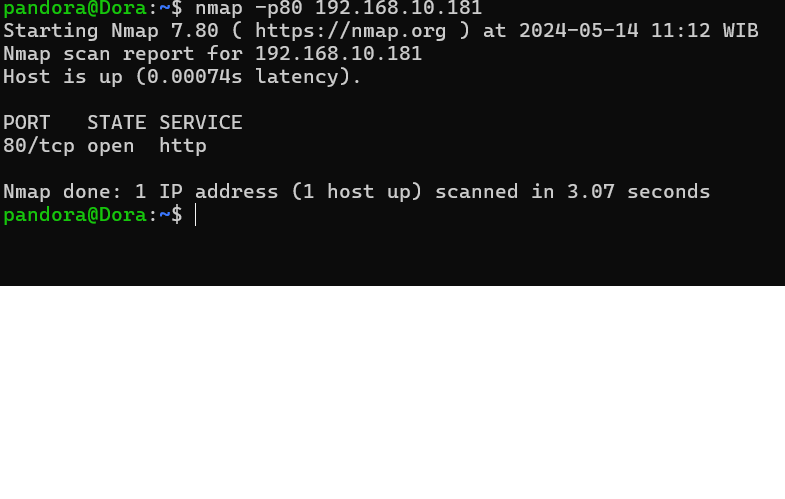 pandora@Dora:~$ nmap -p80 192.168.10.181
Starting Nmap 7.80 ( https://nmap.org ) at 2024-05-14 11:12 WIB
Nmap scan report for 192.168.10.181
Host is up (0.00074s latency).
PORT   STATE SERVICE
80/tcp open  http
Nmap done: 1 IP address (1 host up) scanned in 3.07 seconds
pandora@Dora:~$